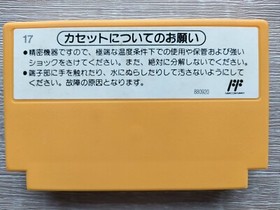 17
カセットについてのお願い
●精密機器ですので、極端な温度条件下での使用や保管および強い
ショックをさけてください。また、絶対に分解しないでください。
●端子部に手を触れたり、水にぬらしたりして汚さないようにして
ください。故障の原因となります。
880920